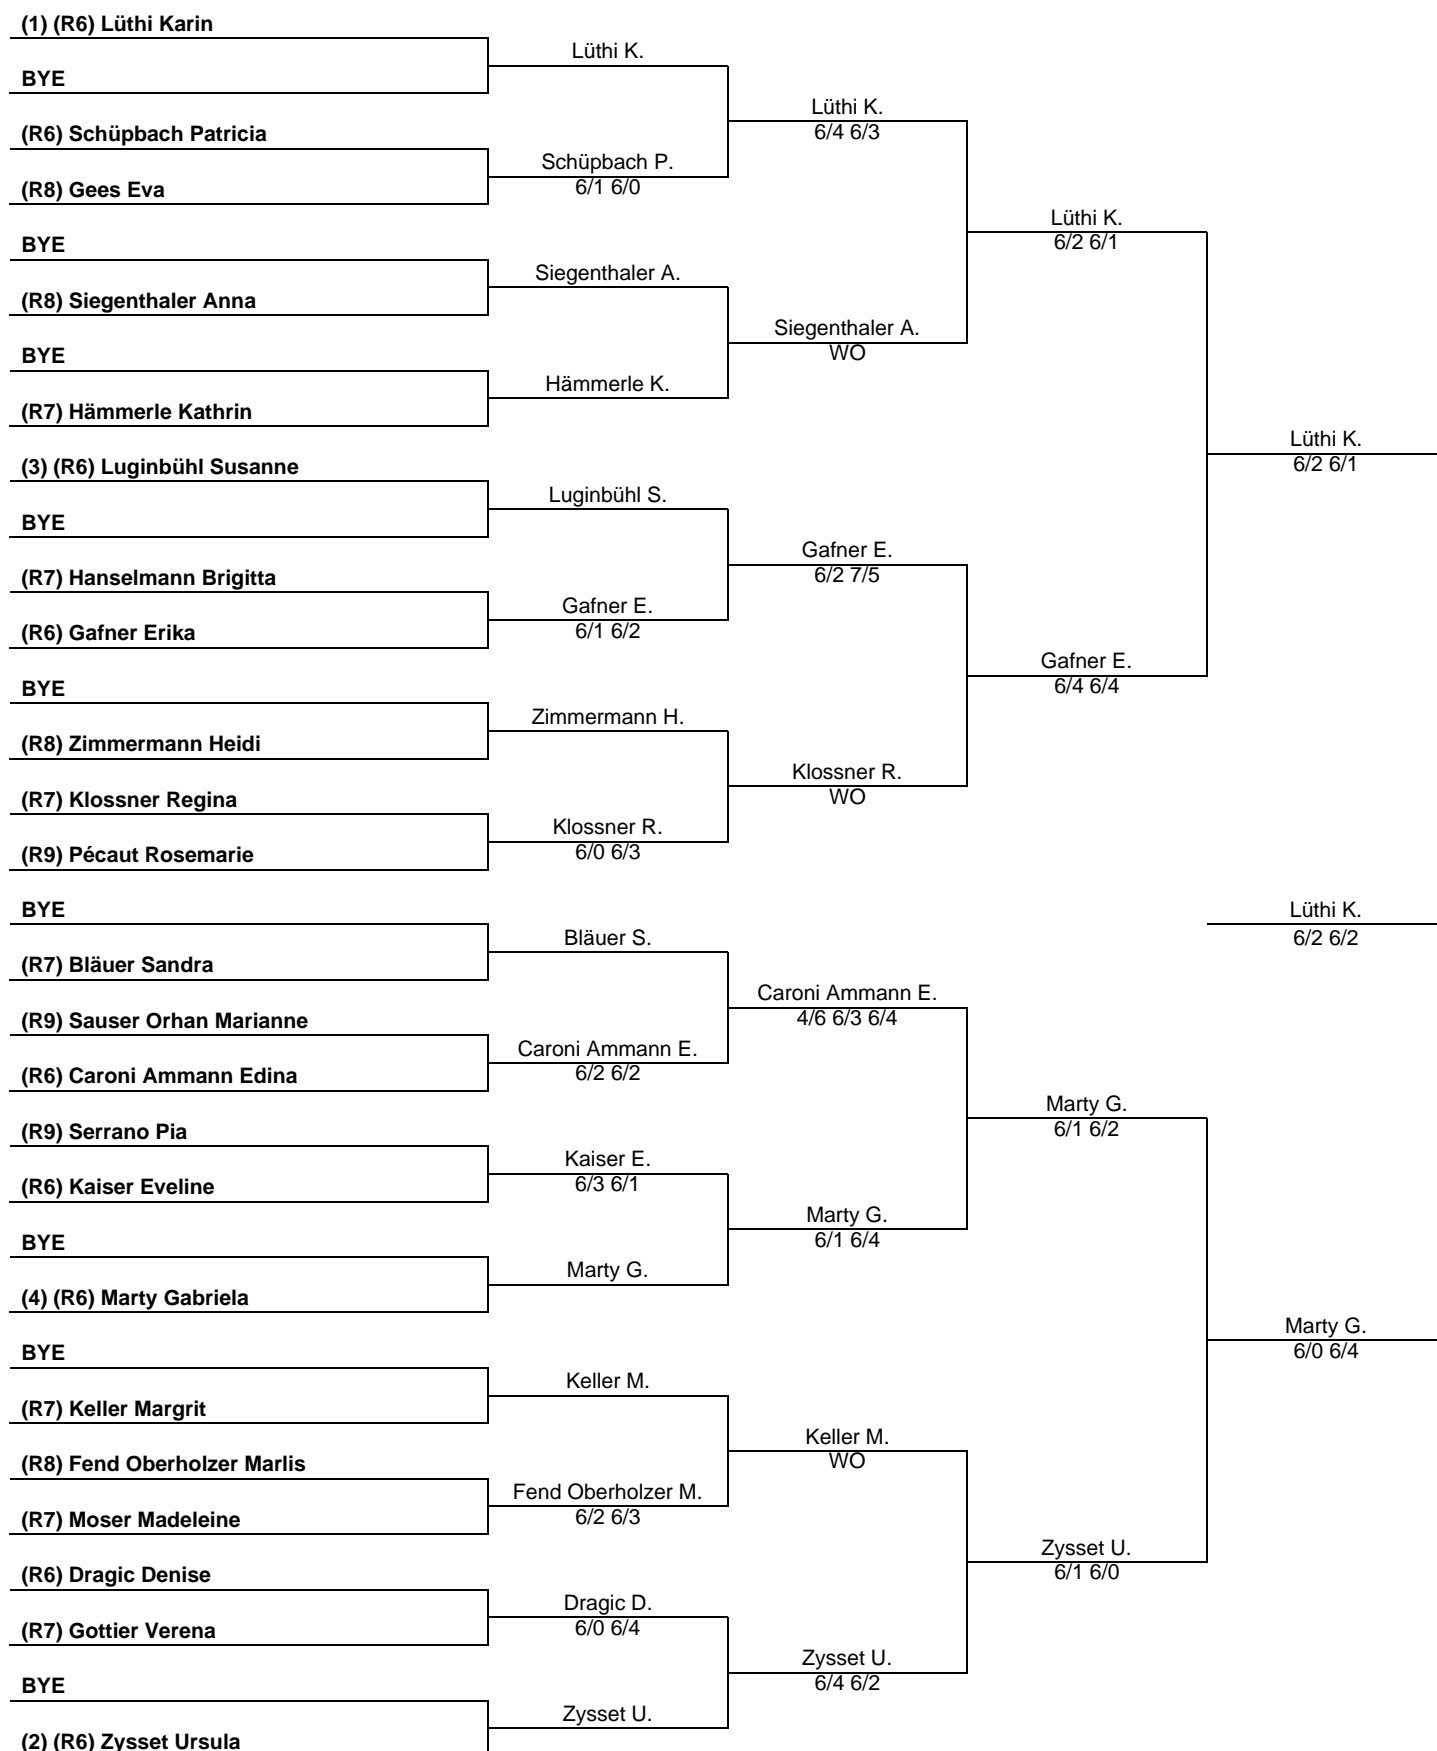 (1) (R6) Lüthi Karin
BYE
(R6) Schüpbach Patricia
(R8) Gees Eva
BYE
(R8) Siegenthaler Anna
BYE
(R7) Hämmerle Kathrin
(3) (R6) Luginbühl Susanne
BYE
(R7) Hanselmann Brigitta
(R6) Gafner Erika
BYE
(R8) Zimmermann Heidi
(R7) Klossner Regina
(R9) Pécaut Rosemarie
BYE
(R7) Bläuer Sandra
(R9) Sauser Orhan Marianne
(R6) Caroni Ammann Edina
(R9) Serrano Pia
(R6) Kaiser Eveline
BYE
(4) (R6) Marty Gabriela
BYE
(R7) Keller Margrit
(R8) Fend Oberholzer Marlis
(R7) Moser Madeleine
(R6) Dragic Denise
(R7) Gottier Verena
BYE
(2) (R6) Zysset Ursula
Lüthi K.
Schüpbach P.
6/1 6/0
Siegenthaler A.
Hämmerle K.
Luginbühl S.
Gafner E.
6/1 6/2
Zimmermann H.
Klossner R.
6/0 6/3
Bläuer S.
Caroni Ammann E.
6/2 6/2
Kaiser E.
6/3 6/1
Marty G.
Keller M.
Fend Oberholzer M.
6/2 6/3
Dragic D.
6/0 6/4
Zysset U.
Lüthi K.
6/4 6/3
Siegenthaler A.
WO
Gafner E.
6/2 7/5
Klossner R.
WO
Caroni Ammann E.
4/6 6/3 6/4
Marty G.
6/1 6/4
Keller M.
WO
Zysset U.
6/4 6/2
Lüthi K.
6/2 6/1
Gafner E.
6/4 6/4
Marty G.
6/1 6/2
Zysset U.
6/1 6/0
Lüthi K.
6/2 6/1
Lüthi K.
6/2 6/2
Marty G.
6/0 6/4